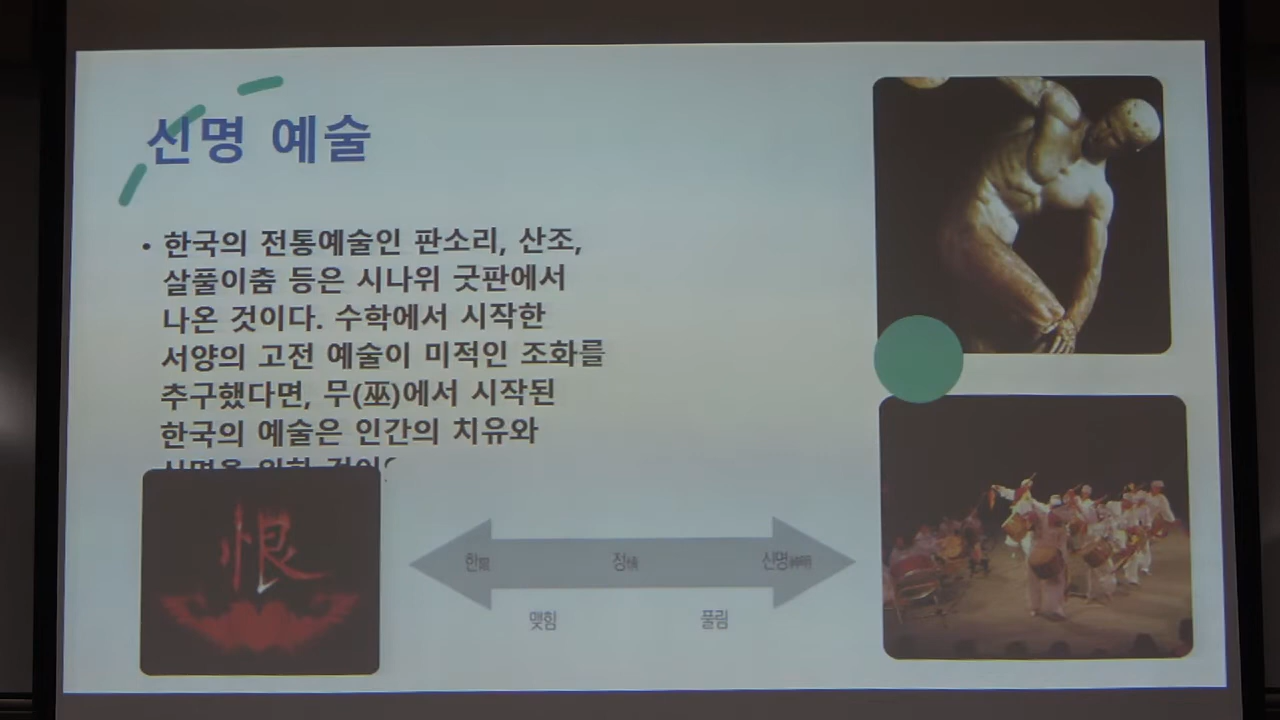 신명 예술
• 한국의 전통예술인 판소리, 산조,
살풀이춤 등은 시나위 굿판에서
나온 것이다. 수학에서 시작한
서양의 고전 예술이 미적인 조화를
추구했다면, 무(巫)에서 시작된
한국의 예술은 인간의 치유와
恨
한恨 정情 신명神明
맺힘 풀림